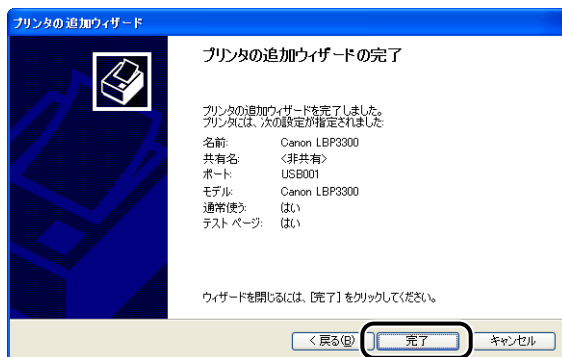 プリンタの追加ウィザード
プリンタの追加ウィザードの完了
プリンタの追加ウィザードを完了しました。
プリンタには、次の設定が指定されました:
名前: Canon LBP3300
共有名: <非共有>
ポート: USB001
モデル: Canon LBP3300
通常使う: はい
テスト ページ: はい
ウィザードを閉じるには、[完了] をクリックしてください。
< 戻る(B) 完了 キャンセル